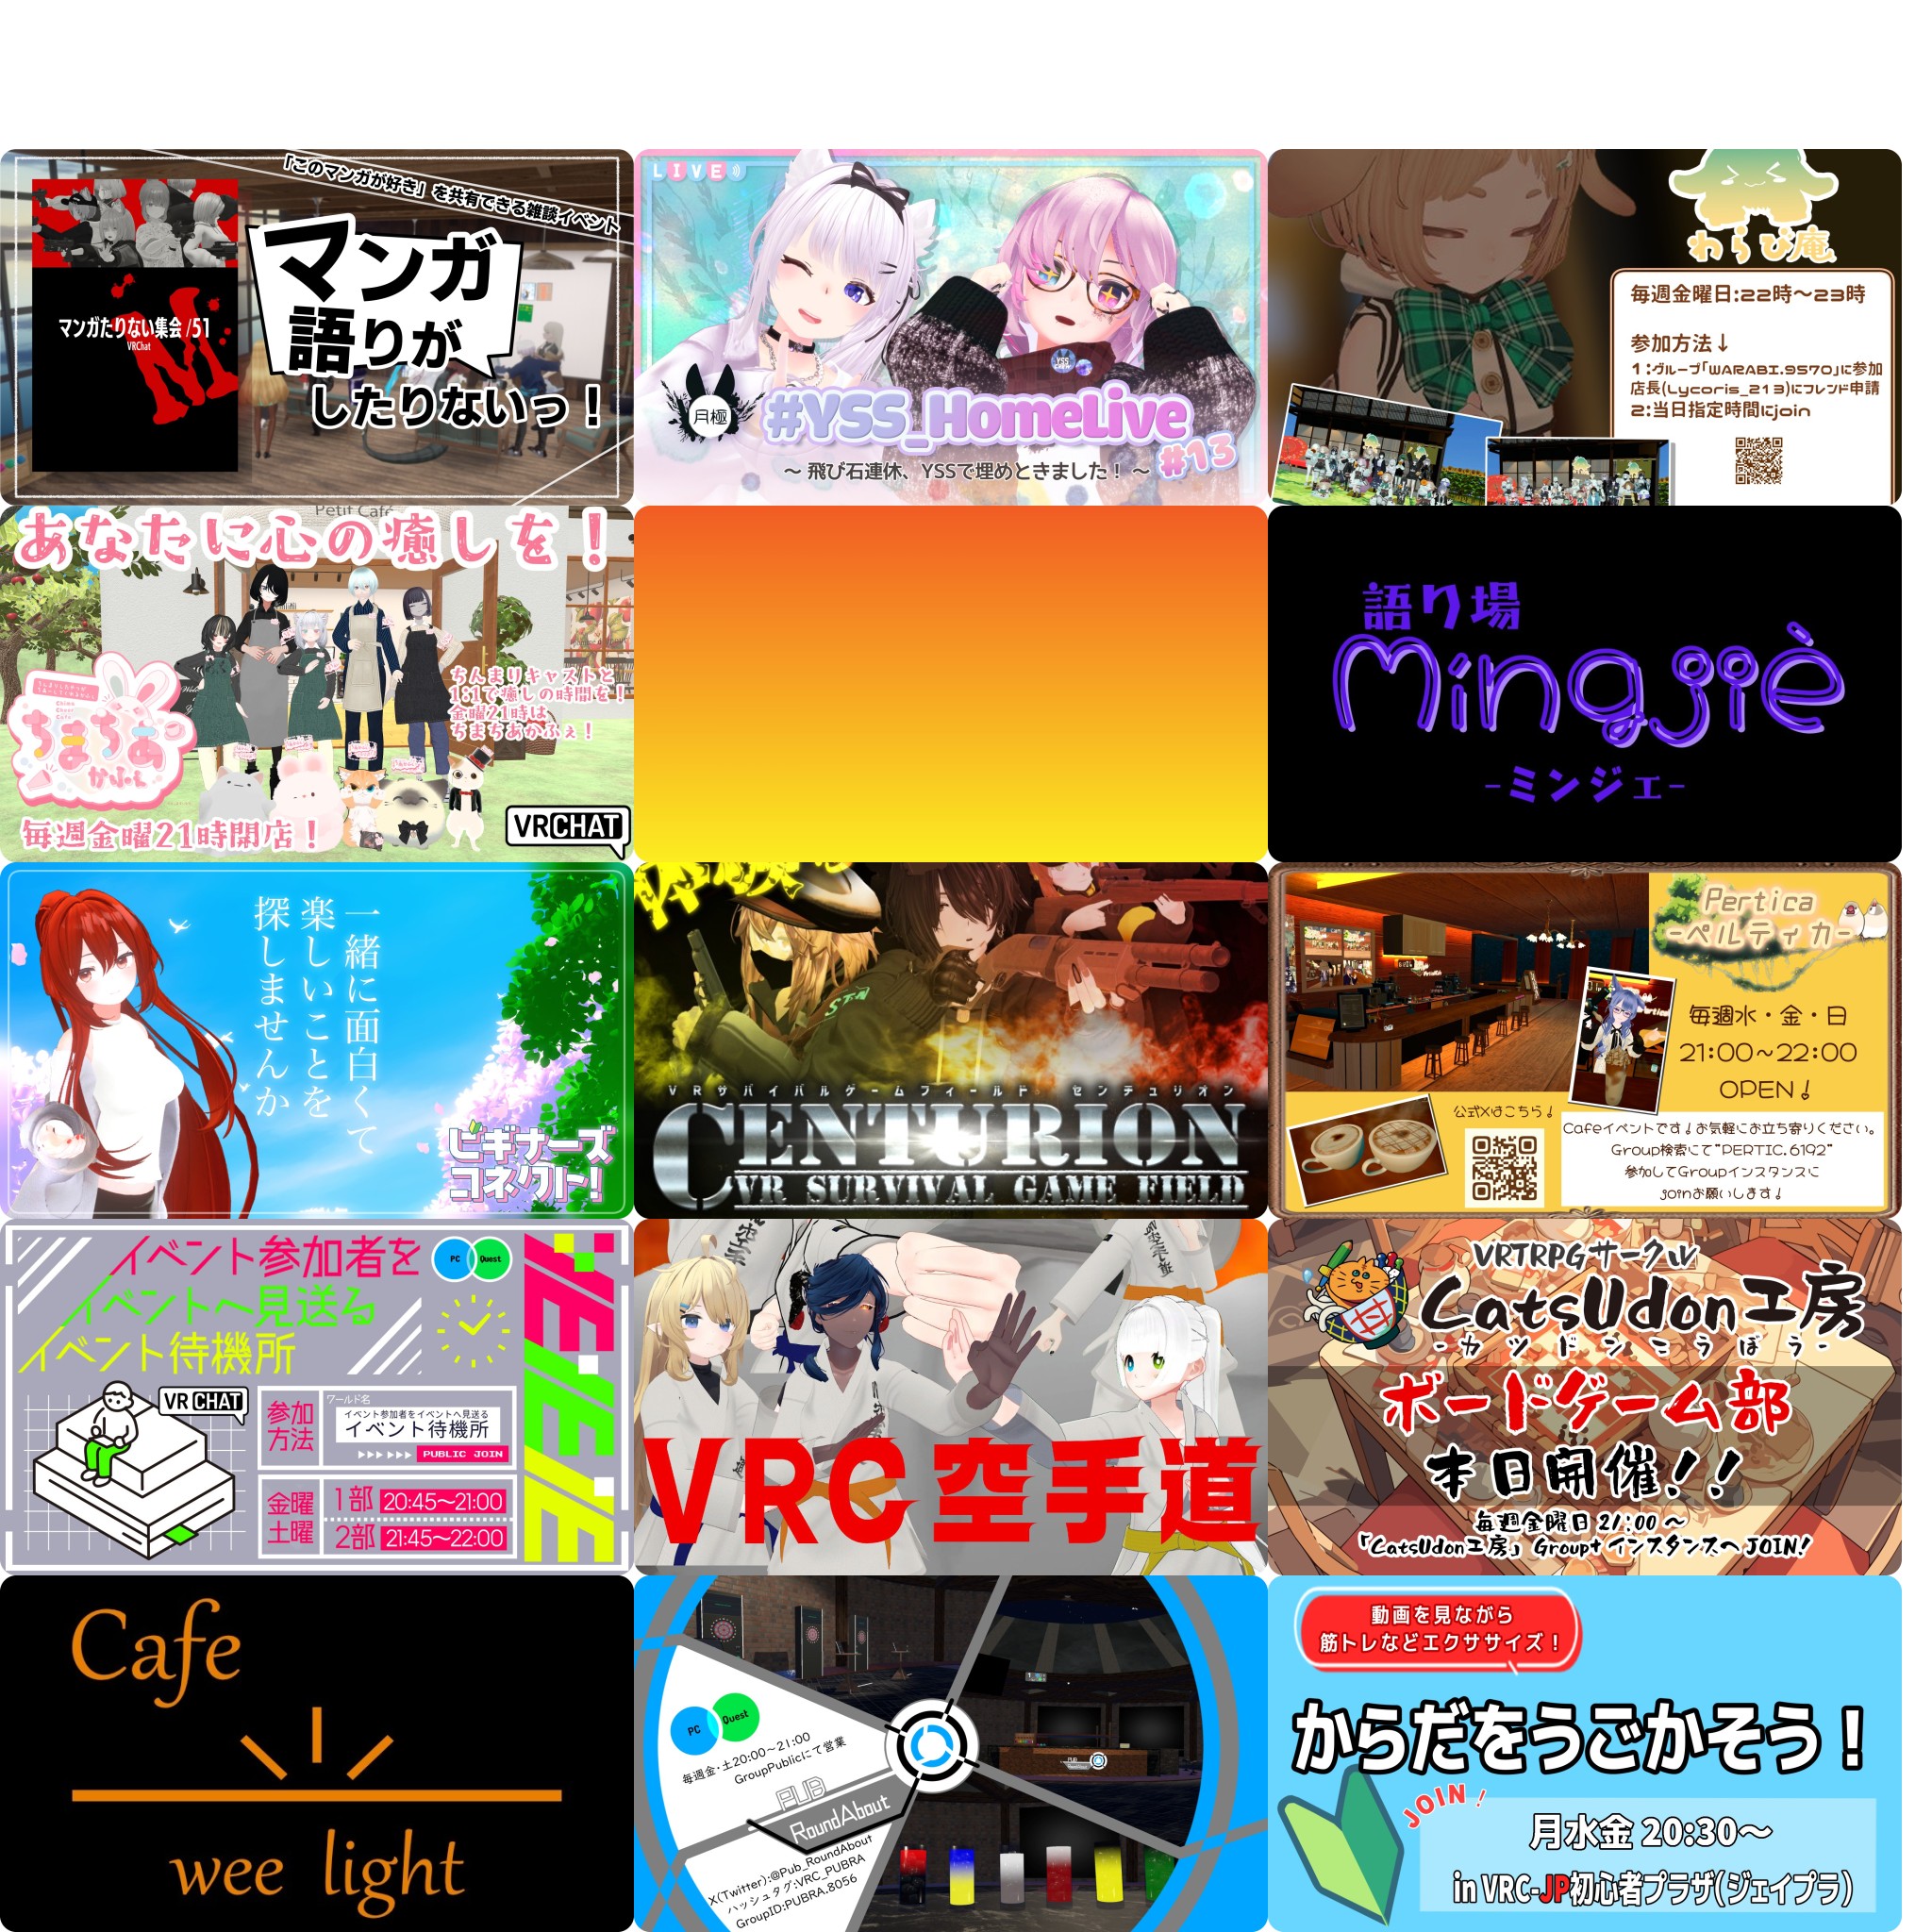 「このマンガが好き」を共有できる雑談イベント
マンガたりない集会 /51
VRChat
マンガ
語りが
したりないっ！
LIVE
月極
#YSS_HomeLive
#13
～ 飛び石連休、YSSで埋めときました！ ～
わらび庵
毎週金曜日:22時～23時
参加方法↓
1:グループ「WARABI.9570」に参加
店長(Lycoris_213)にフレンド申請
2:当日指定時間にjoin
Petit Café
あなたに心の癒しを！
ちんまりキャストと
1:1で癒しの時間を！
金曜21時は
ちまちあかふぇ！
ちまちあ
かふぇ
毎週金曜21時開店！
VRCHAT
語り場
Mingjiè
-ミンジェ-
一緒に面白くて
楽しいことを
探しませんか
ビギナーズ
コネクト！
VRサバイバルゲームフィールド センチュリオン
CENTURION
VR SURVIVAL GAME FIELD
Pertica
-ペルティカ-
毎週水・金・日
21:00~22:00
OPEN！
公式Xはこちら！
Cafeイベントです！お気軽にお立ち寄りください。
Group検索にて"PERTIC.6192"
参加してGroupインスタンスに
joinお願いします！
イベント参加者を
イベントへ見送る
イベント待機所
PC Quest
VRCHAT
参加
方法
ワールド名
イベント参加者をイベントへ見送る
イベント待機所
PUBLIC JOIN
金曜
土曜
1部 20:45～21:00
2部 21:45～22:00
VRC空手道
VRTRPGサークル
CatsUdon工房
-カツドンこうぼう-
ボードゲーム部
本日開催!!
毎週金曜日 21:00 ～
「CatsUdon工房」 Group+ インスタンスへ JOIN!
Cafe
wee light
PC Quest
毎週金・土20:00～21:00
GroupPublicにて営業
PUB
RoundAbout
X(Twitter):@Pub_RoundAbout
ハッシュタグ:VRC_PUBRA
GroupID:PUBRA.8056
動画を見ながら
筋トレなどエクササイズ！
からだをうごかそう！
JOIN！
月水金 20:30～
in VRC-JP初心者プラザ(ジェイプラ)